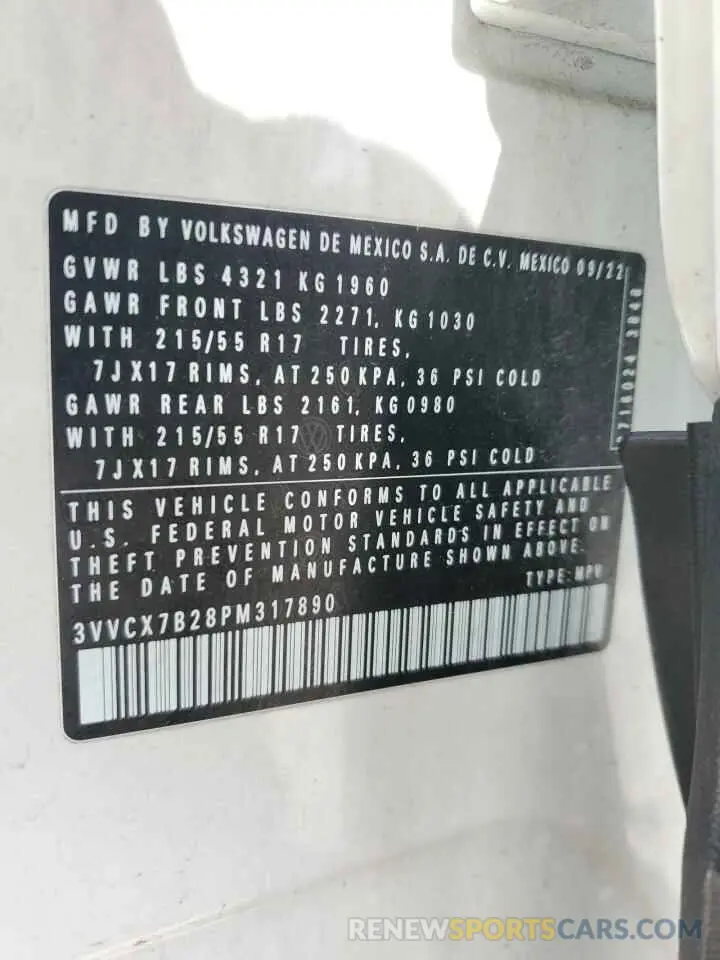 MFD BY VOLKSWAGEN DE MEXICO S.A. DE C.V. MEXICO 09/22
GVWR LBS 4321 KG 1960
GAWR FRONT LBS 2271, KG 1030
WITH 215/55 R17 TIRES,
7JX17 RIMS, AT 250 KPA, 36 PSI COLD
GAWR REAR LBS 2161, KG 0980
WITH 215/55 R17 TIRES,
7JX17 RIMS, AT 250 KPA, 36 PSI COLD
THIS VEHICLE CONFORMS TO ALL APPLICABLE
U.S. FEDERAL MOTOR VEHICLE SAFETY AND
THEFT PREVENTION STANDARDS IN EFFECT ON
THE DATE OF MANUFACTURE SHOWN ABOVE.
TYPE: MPV
3VVCX7B28PM317890
RENEWSPORTSCARS.COM